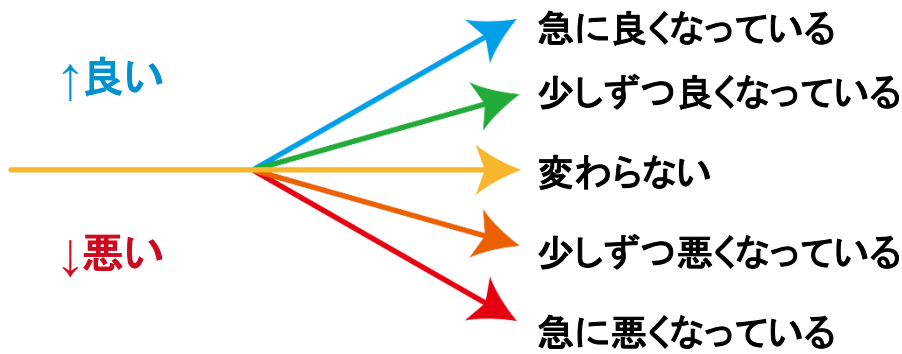 急に良くなっている
↑良い
少しずつ良くなっている
変わらない
↓悪い
少しずつ悪くなっている
急に悪くなっている